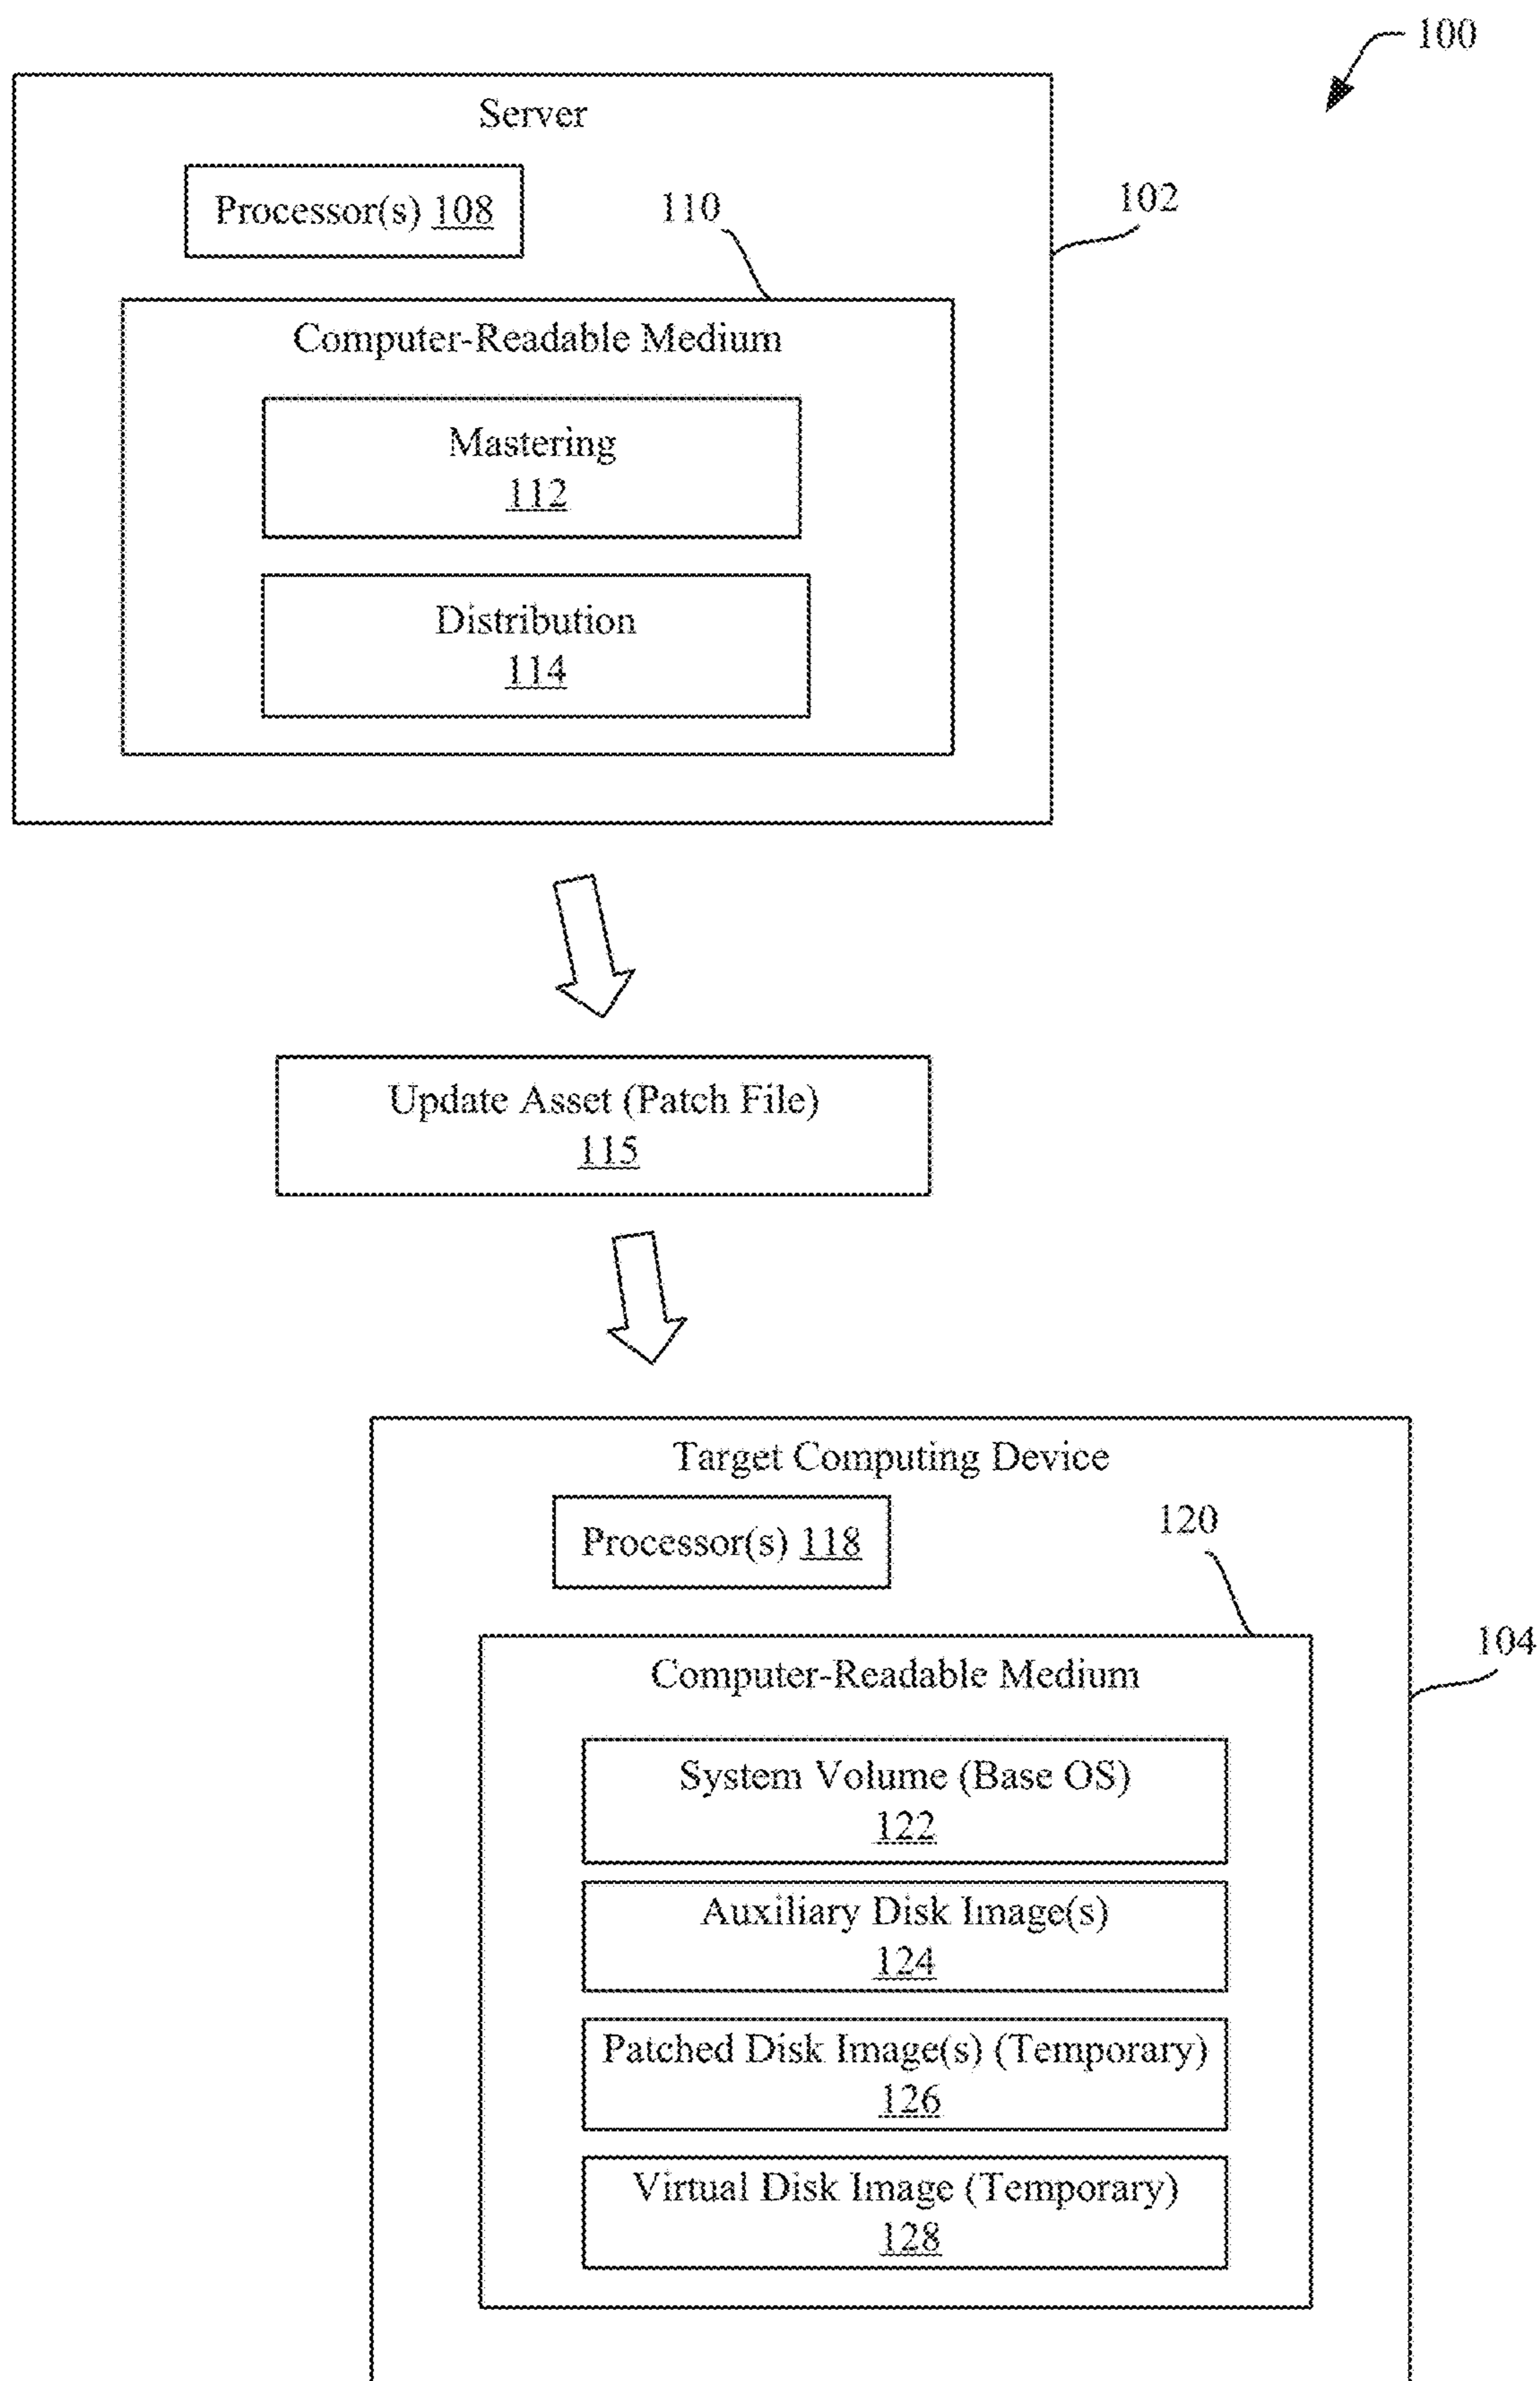 100
Server
102
Processor(s) 108
110
Computer-Readable Medium
Mastering
112
Distribution
114
Update Asset (Patch File)
115
Target Computing Device
Processor(s) 118
120
104
Computer-Readable Medium
System Volume (Base OS)
122
Auxiliary Disk Image(s)
124
Patched Disk Image(s) (Temporary)
126
Virtual Disk Image (Temporary)
128